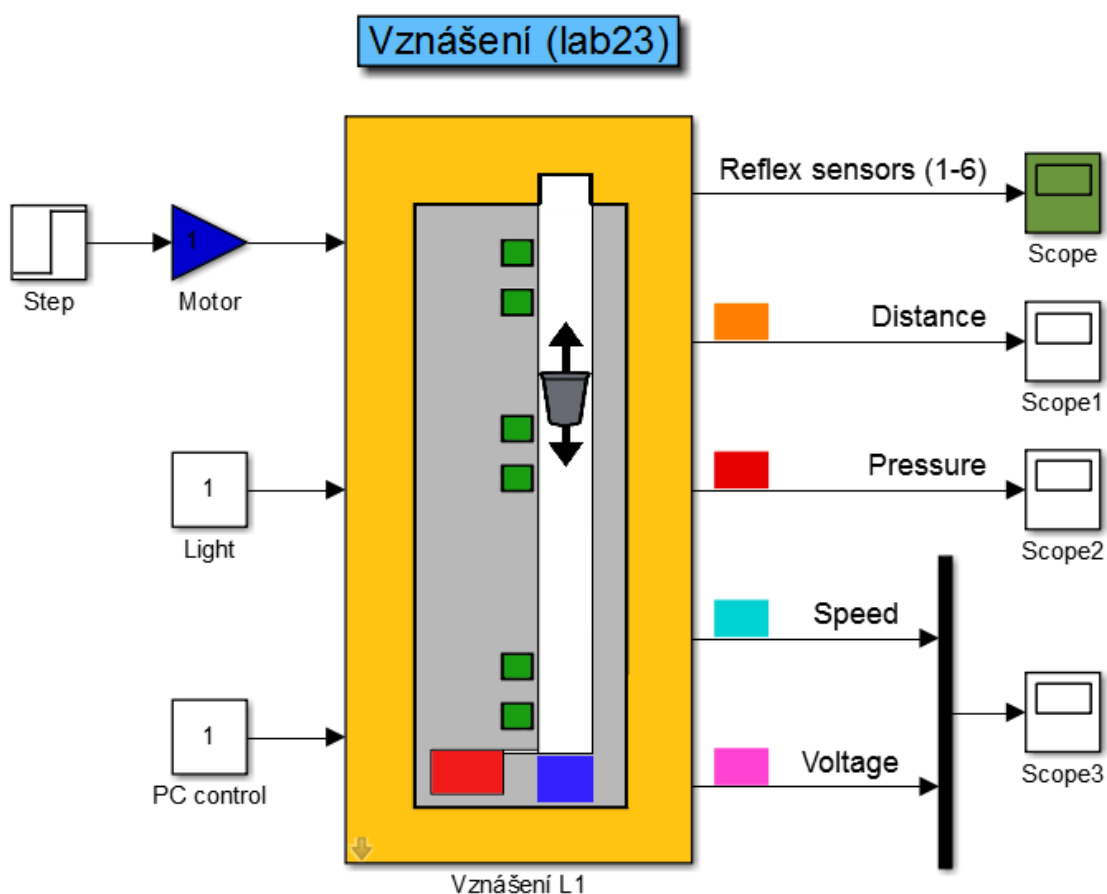 Vznášení (lab23)
Reflex sensors (1-6)
Scope
1
Step
Motor
Distance
Scope1
1
Light
Pressure
Scope2
Speed
1
PC control
Voltage
Scope3
Vznášení L1